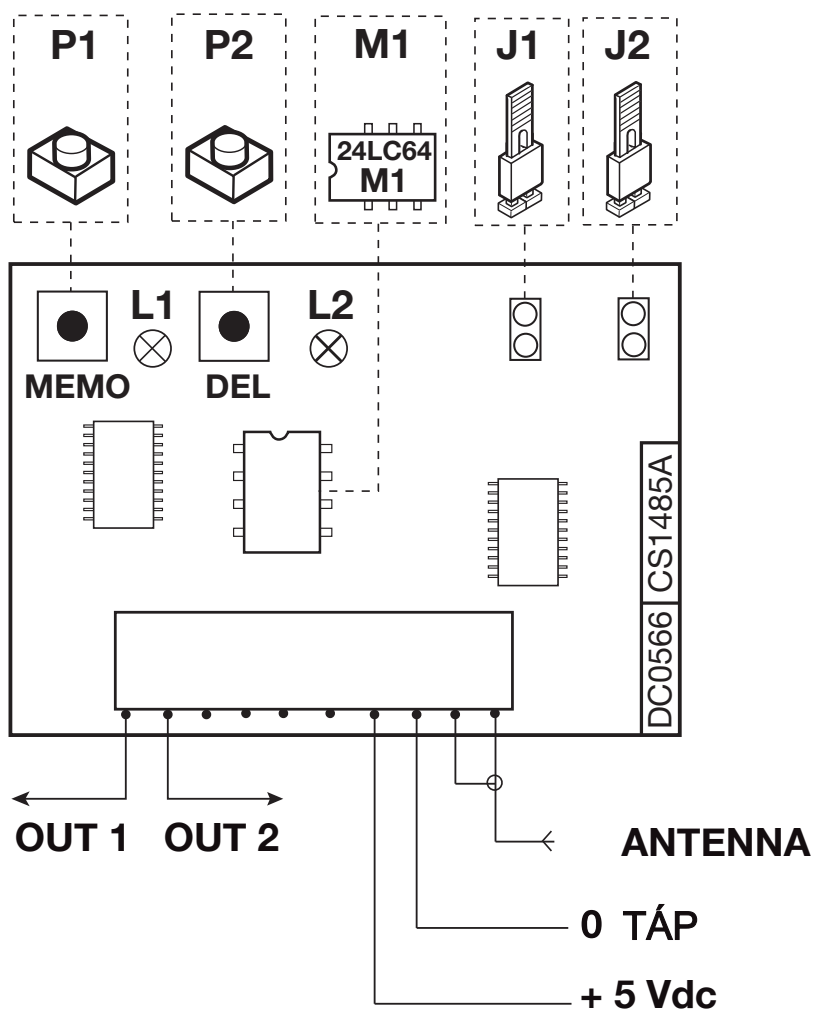 P1 P2 M1 J1 J2
24LC64
M1
L1 L2
MEMO DEL
CS1485A
DC0566
OUT 1 OUT 2
ANTENNA
0 TÁP
+ 5 Vdc